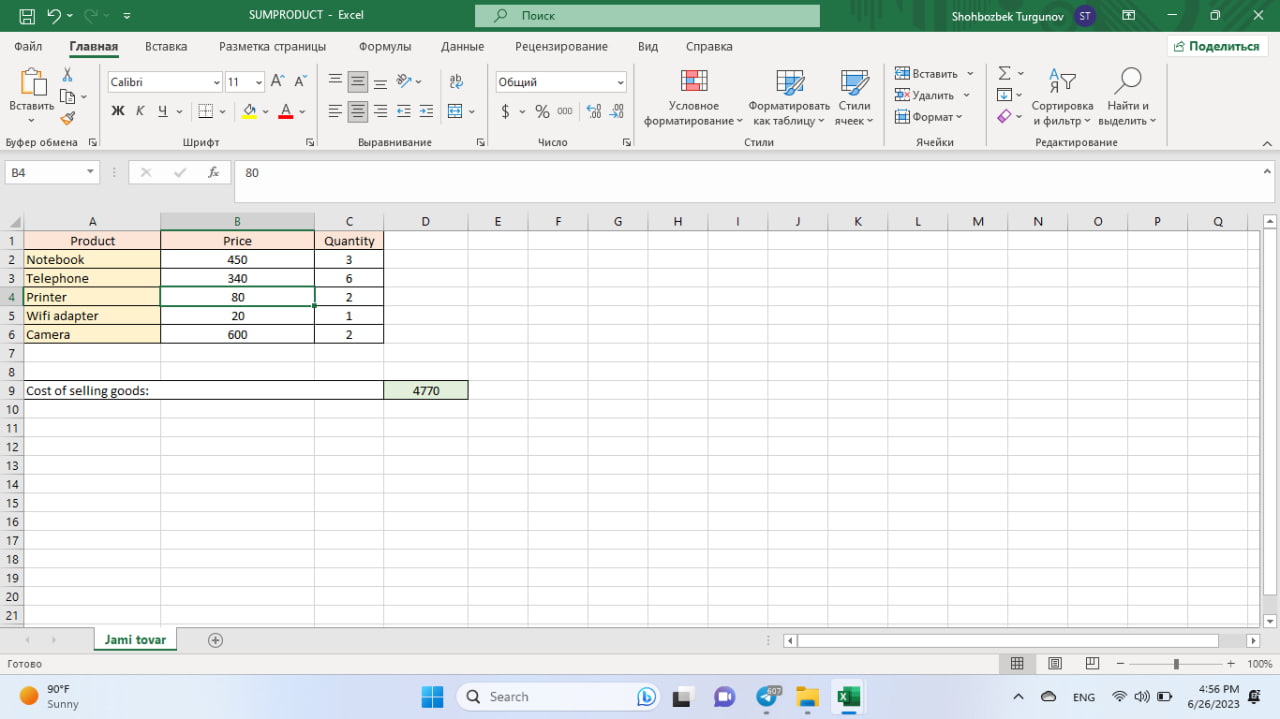 SUMPRODUCT - Excel
Поиск
Shohbozbek Turgunov
ST
Файл Главная Вставка Разметка страницы Формулы Данные Рецензирование Вид Справка
Поделиться
Вставить
Calibri 11
Ж К Ч
Общий
$ % 000
Условное форматирование
Форматировать как таблицу
Стили ячеек
Вставить
Удалить
Формат
Сортировка и фильтр
Найти и выделить
Буфер обмена Шрифт Выравнивание Число Стили Ячейки Редактирование
B4 fx 80
A B C D E F G H I J K L M N O P Q
1 Product Price Quantity
2 Notebook 450 3
3 Telephone 340 6
4 Printer 80 2
5 Wifi adapter 20 1
6 Camera 600 2
7
8
9 Cost of selling goods: 4770
10
11
12
13
14
15
16
17
18
19
20
21
Jami tovar
Готово
100%
90°F
Sunny
Search
607
ENG
4:56 PM
6/26/2023